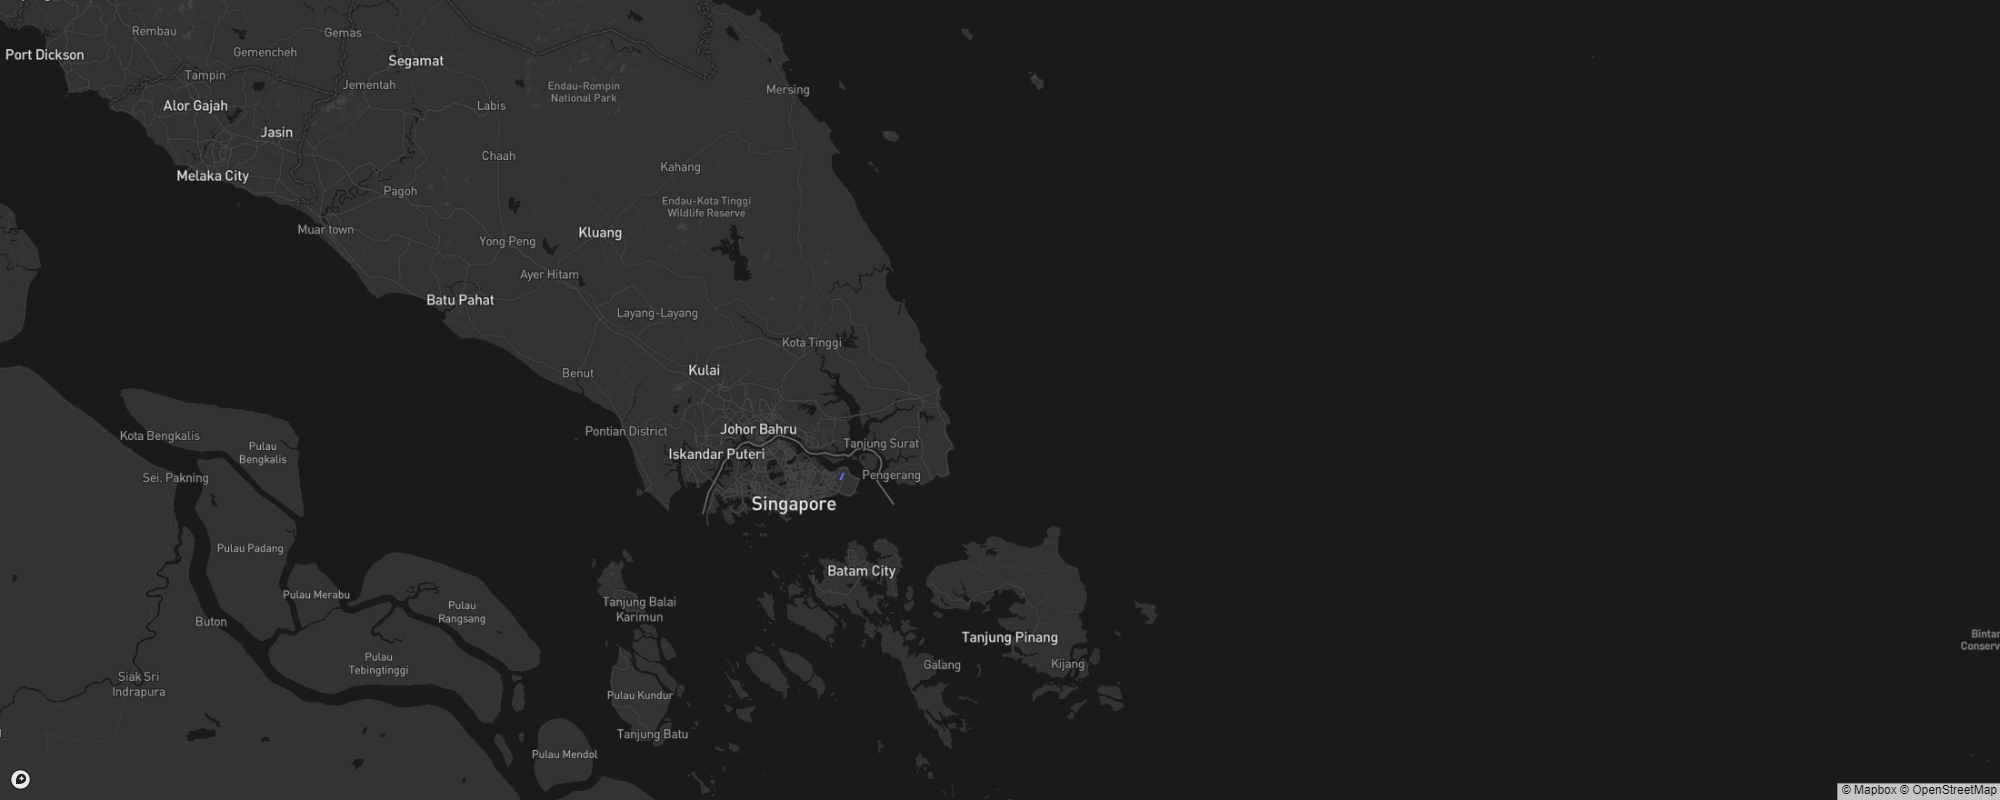 Rembau
Gemas
Port Dickson
Gemencheh
Segamat
Tampin
Jementah
Endau-Rompin
National Park
Mersing
Alor Gajah
Labis
Jasin
Chaah
Kahang
Melaka City
Pagoh
Endau-Kota Tinggi
Wildlife Reserve
Muar town
Yong Peng
Kluang
Ayer Hitam
Batu Pahat
Layang-Layang
Kota Tinggi
Benut
Kulai
Kota Bengkalis
Pulau
Bengkalis
Pontian District
Johor Bahru
Tanjung Surat
Iskandar Puteri
Sei. Pakning
Pengerang
Singapore
Pulau Padang
Batam City
Pulau Merabu
Pulau
Rangsang
Tanjung Balai
Karimun
Buton
Tanjung Pinang
Bintan
Conserv
Pulau
Tebingtinggi
Galang
Kijang
Siak Sri
Indrapura
Pulau Kundur
Tanjung Batu
Pulau Mendol
© Mapbox © OpenStreetMap